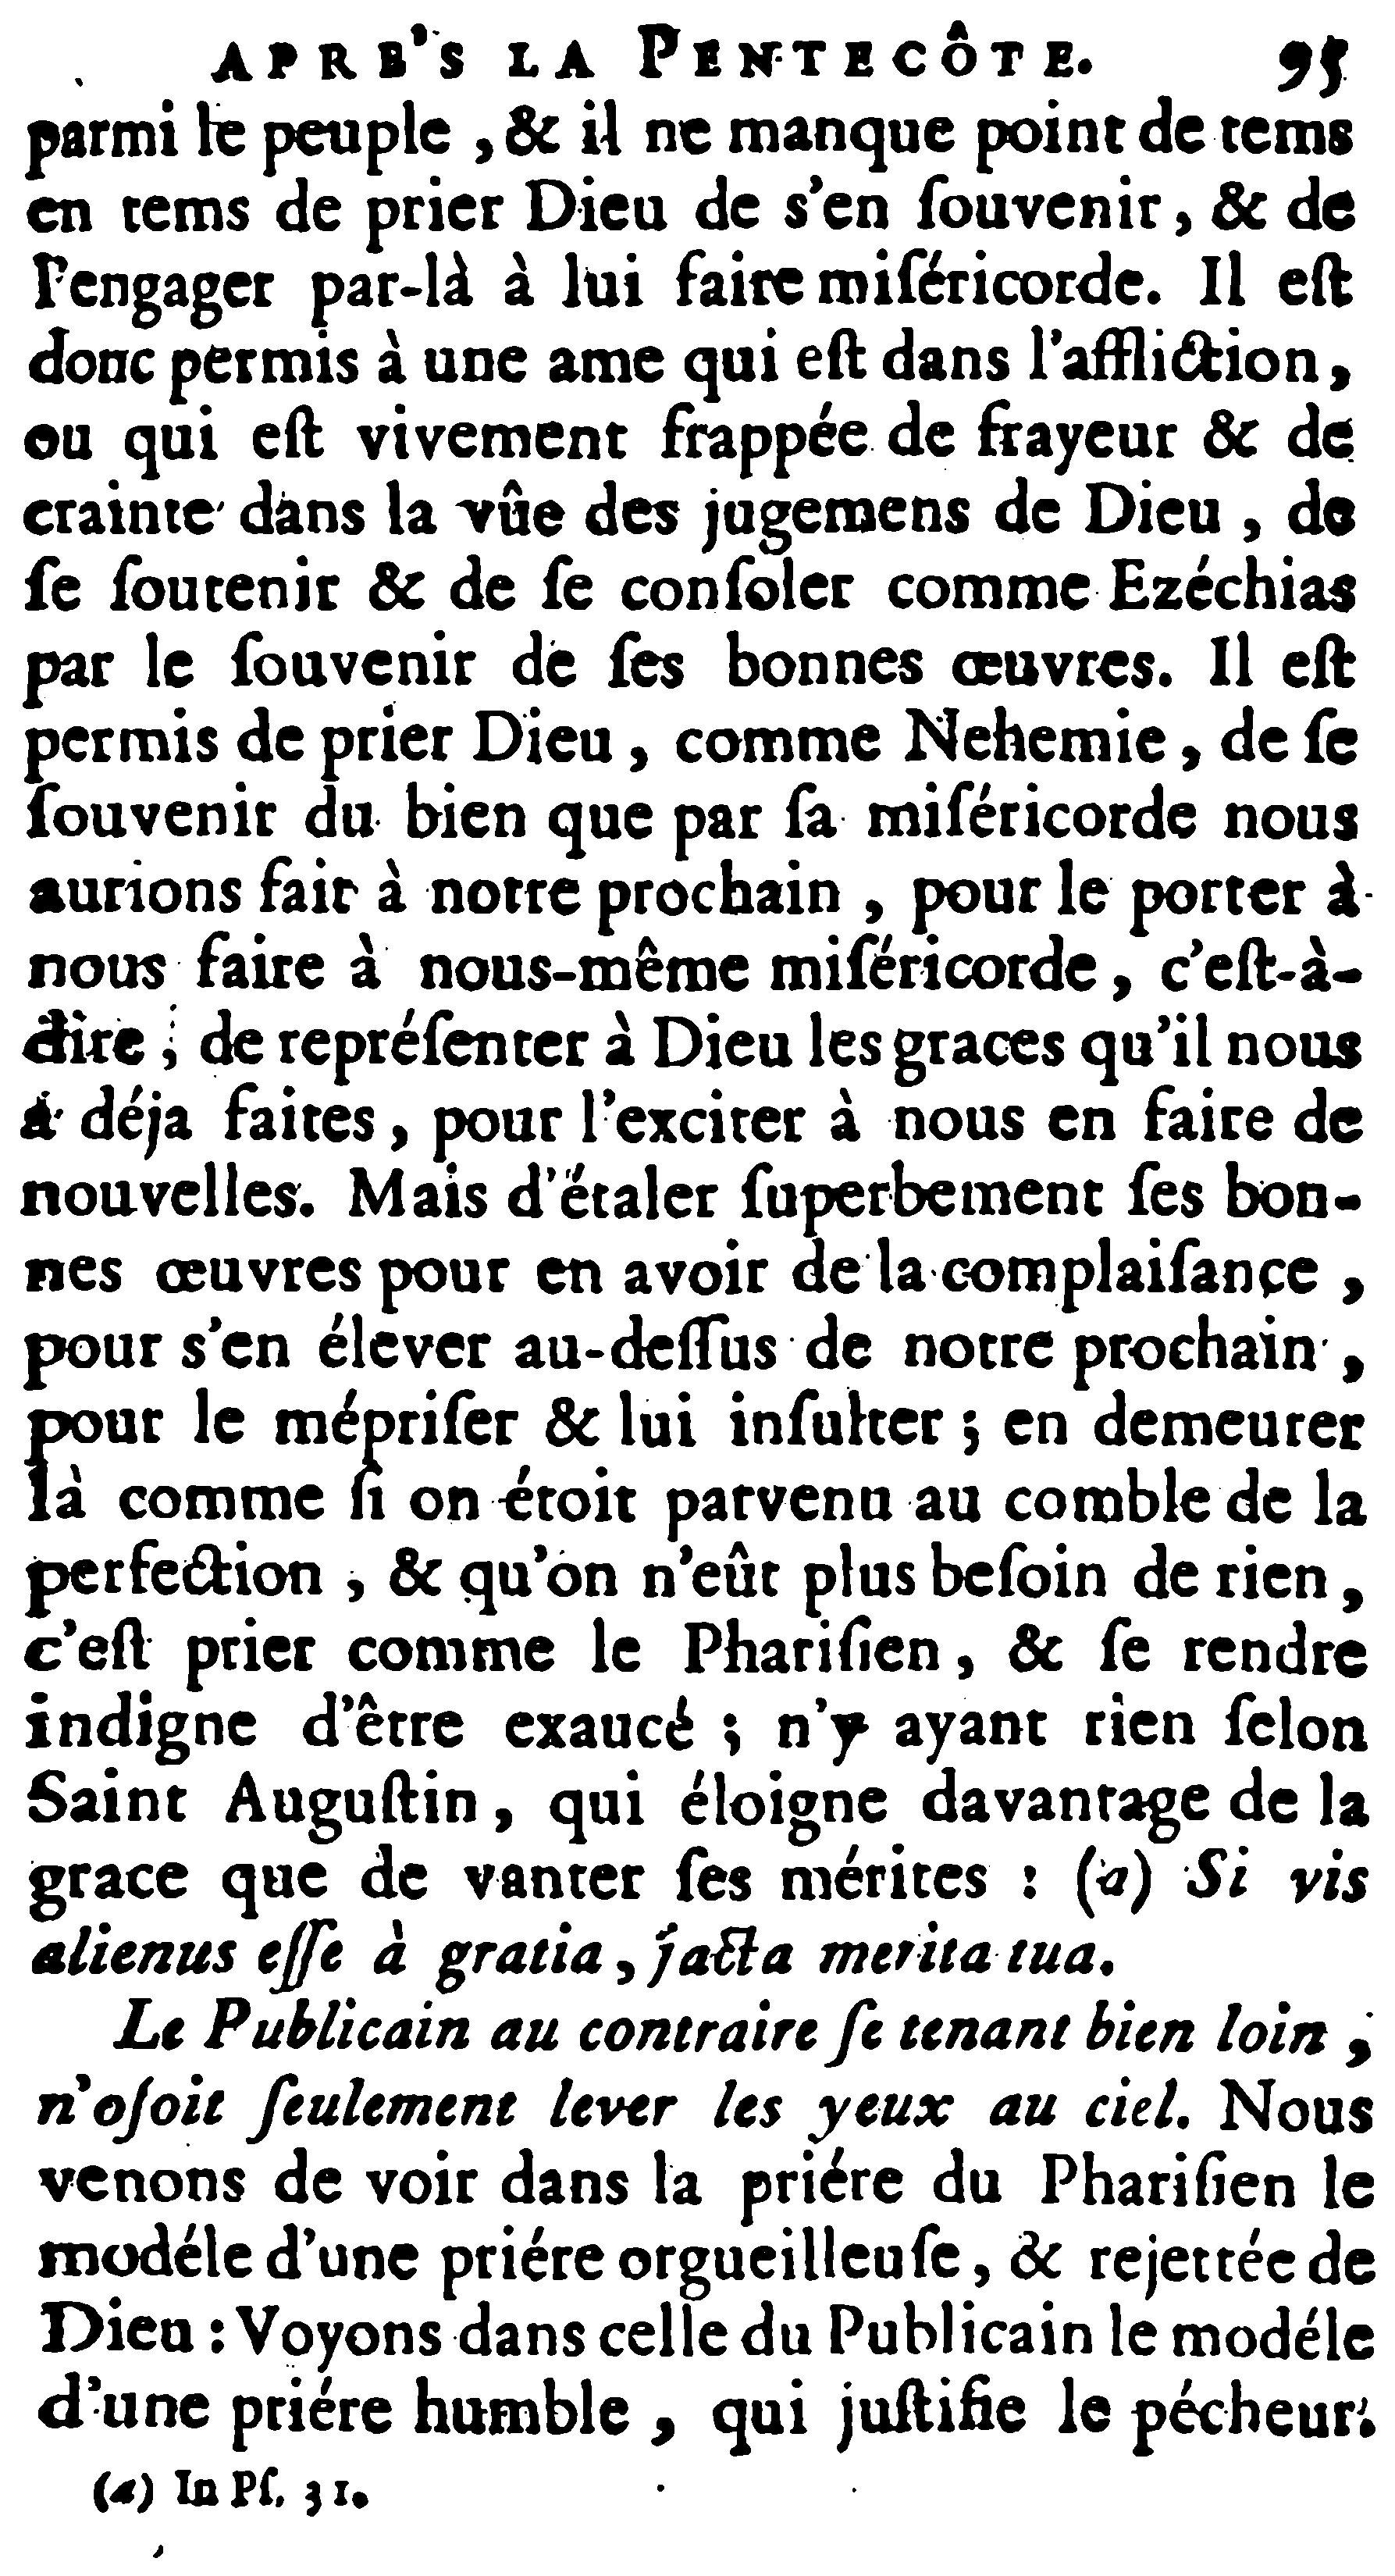 APRE'S LA PENTECÔTE. 95
parmi le peuple, & il ne manque point de tems
en tems de prier Dieu de s'en ſouvenir, & de
l'engager par-là à lui faire miſéricorde. Il eſt
donc permis à une ame qui eſt dans l'affliction,
ou qui eſt vivement frappée de frayeur & de
crainte dans la vûe des jugemens de Dieu, de
ſe ſoutenir & de ſe conſoler comme Ezéchias
par le ſouvenir de ſes bonnes œuvres. Il eſt
permis de prier Dieu, comme Nehemie, de ſe
ſouvenir du bien que par ſa miſéricorde nous
aurions fait à notre prochain, pour le porter à
nous faire à nous-même miſéricorde, c'eſt-à-
dire, de repréſenter à Dieu les graces qu'il nous
a déja faites, pour l'exciter à nous en faire de
nouvelles. Mais d'étaler ſuperbement ſes bon-
nes œuvres pour en avoir de la complaiſance,
pour s'en élever au-deſſus de notre prochain,
pour le mépriſer & lui inſulter; en demeurer
là comme ſi on étoit parvenu au comble de la
perfection, & qu'on n'eût plus beſoin de rien,
c'eſt prier comme le Phariſien, & ſe rendre
indigne d'être exaucé; n'y ayant rien ſelon
Saint Auguſtin, qui éloigne davantage de la
grace que de vanter ſes mérites : (a) Si vis
alienus eſſe à gratia, jacta merita tua.
Le Publicain au contraire ſe tenant bien loin,
n'oſoit ſeulement lever les yeux au ciel. Nous
venons de voir dans la priére du Phariſien le
modéle d'une priére orgueilleuſe, & rejettée de
Dieu : Voyons dans celle du Publicain le modéle
d'une priére humble, qui juſtifie le pécheur.
(a) In Pſ. 31.